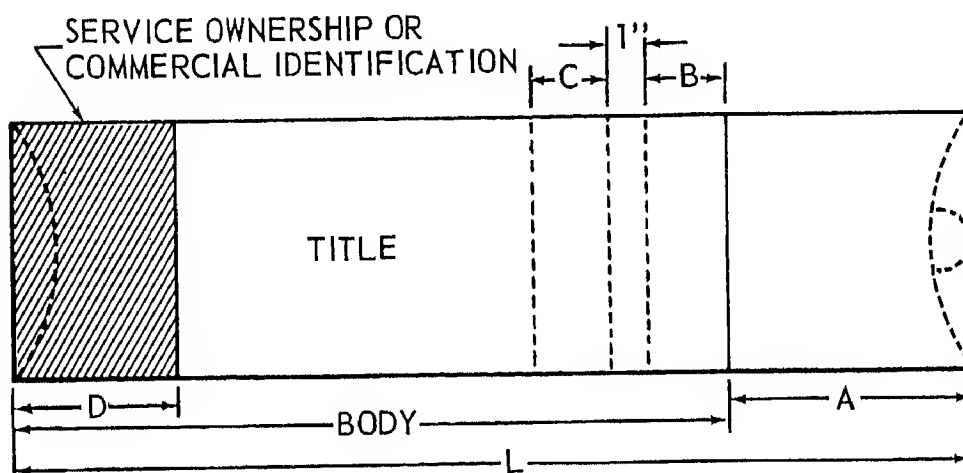 SERVICE OWNERSHIP OR
COMMERCIAL IDENTIFICATION
C
1"
B
TITLE
D
A
BODY
L